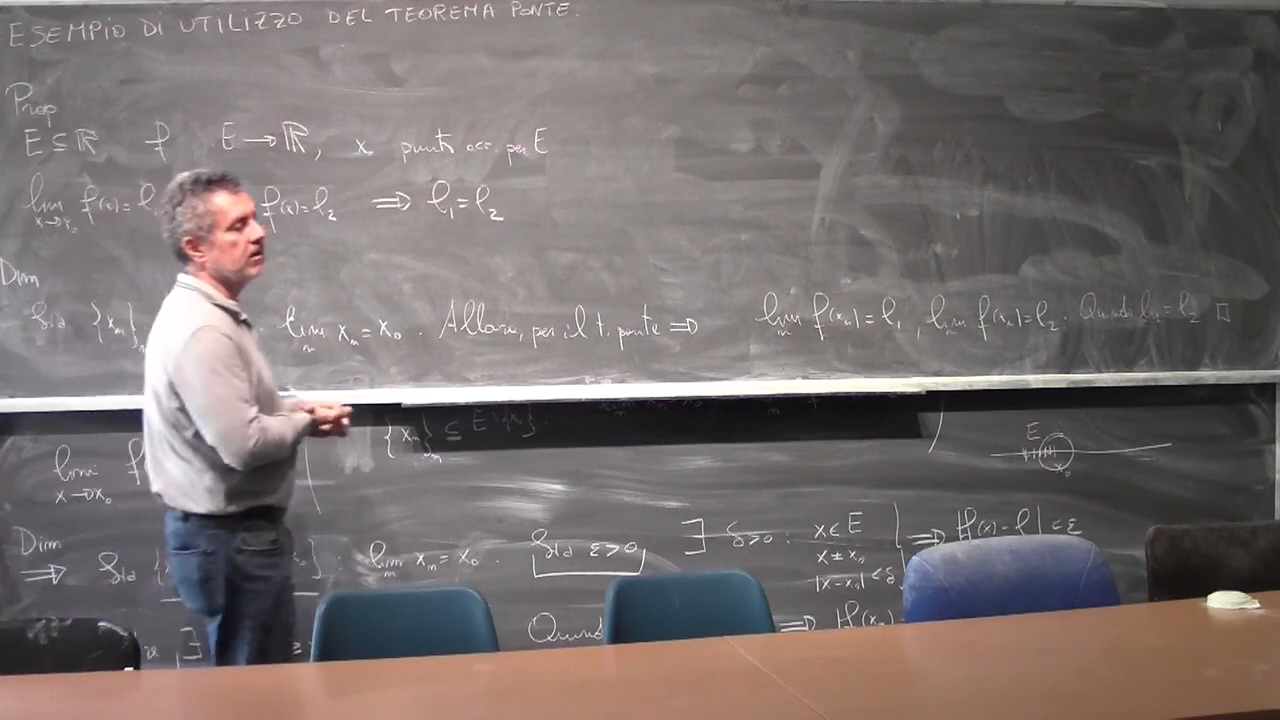 ESEMPIO DI UTILIZZO DEL TEOREMA PONTE.
Prop
E ⊆ ℝ f E → ℝ, x punto acc. per E
lim x→x₀ f(x) = l₁ f(x) = l₂ ⇒ l₁ = l₂
Dim
Sia {xₙ}ₙ lim n xₙ = x₀. Allora, per il t. ponte ⇒ lim n f(xₙ) = l₁, lim n f(xₙ) = l₂. Quindi l₁ = l₂ □
{xₙ}ₙ ⊆ E \ {x₀}
E
lim x→x₀ f
x₀
Dim
⇒ Sia { }: lim n xₙ = x₀. Sia ε>0 ∃ δ>0: x ∈ E
x ≠ x₀
|x-x₀| < δ
⇒ |f(x) - l| < ε
⇒ |f(xₙ)